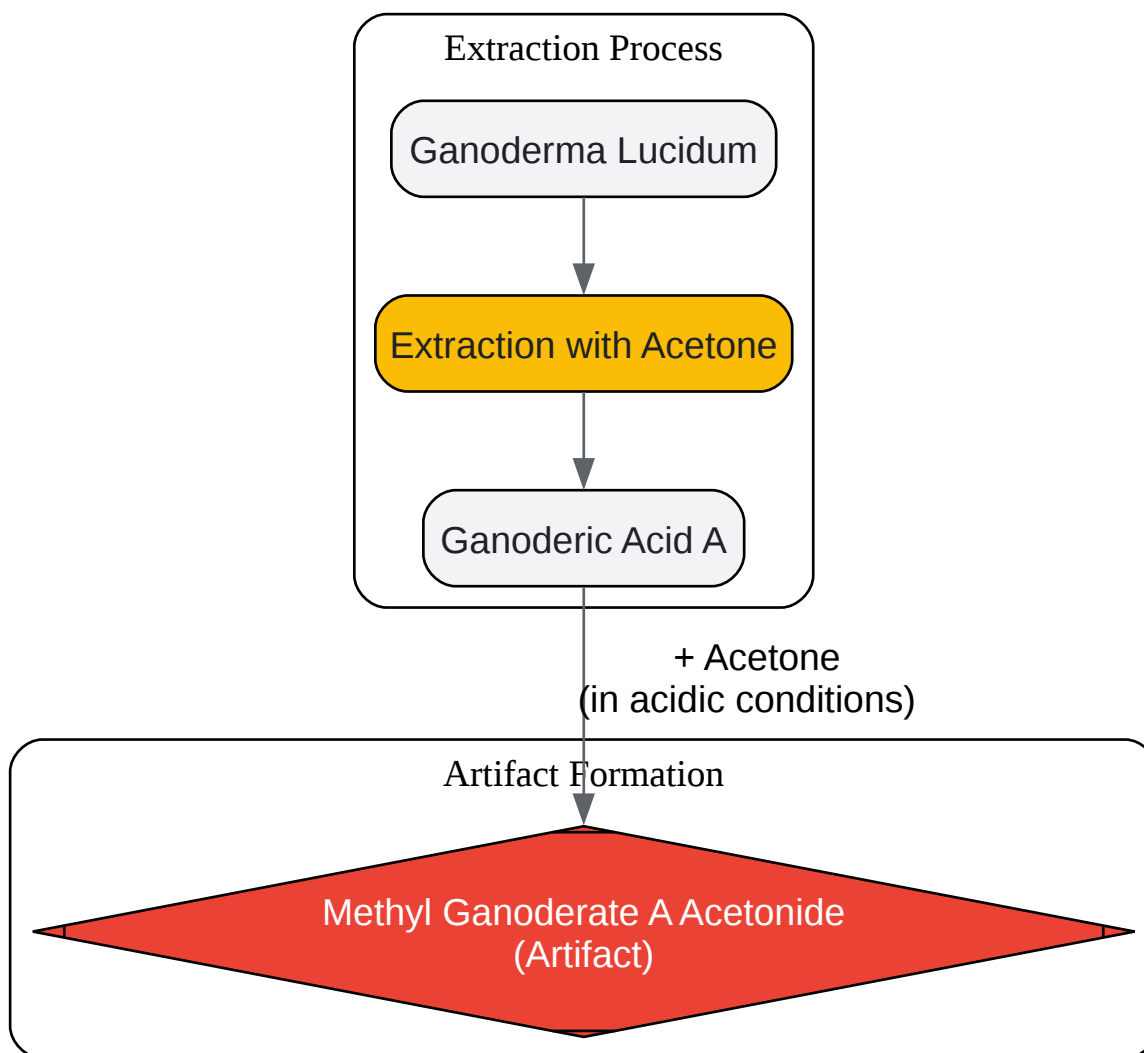 Extraction Process
Ganoderma Lucidum
Extraction with Acetone
Ganoderic Acid A
+ Acetone
(in acidic conditions)
Artifact Formation
Methyl Ganoderate A Acetonide
(Artifact)